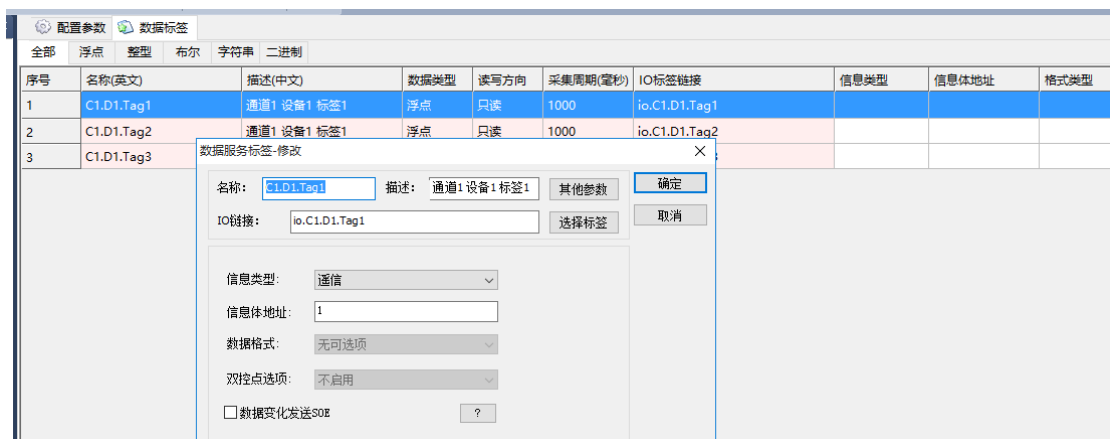 配置参数 数据标签
全部 浮点 整型 布尔 字符串 二进制
序号 名称(英文) 描述(中文) 数据类型 读写方向 采集周期(毫秒) IO标签链接 信息类型 信息体地址 格式类型
1 C1.D1.Tag1 通道1 设备1 标签1 浮点 只读 1000 io.C1.D1.Tag1
2 C1.D1.Tag2 通道1 设备1 标签1 浮点 只读 1000 io.C1.D1.Tag2
3 C1.D1.Tag3
数据服务标签-修改
名称: C1.D1.Tag1 描述: 通道1 设备1 标签1 其他参数 确定
IO链接: io.C1.D1.Tag1 选择标签 取消
信息类型: 遥信
信息体地址: 1
数据格式: 无可选项
双控点选项: 不启用
数据变化发送SOE ?